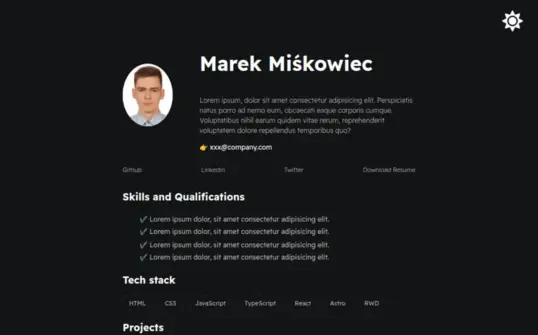 Marek Miśkowiec
Lorem ipsum, dolor sit amet consectetur adipisicing elit. Perspiciatis
natus porro ad nemo eum, obcaecati eaque corporis cumque.
Voluptatibus nihil earum quidem vitae rerum, reprehenderit
voluptatem dolore repellendus temporibus quo?
👉 xxx@company.com
Github LinkedIn Twitter Download Resume
Skills and Qualifications
✔ Lorem ipsum dolor, sit amet consectetur adipisicing elit.
✔ Lorem ipsum dolor, sit amet consectetur adipisicing elit.
✔ Lorem ipsum dolor, sit amet consectetur adipisicing elit.
✔ Lorem ipsum dolor, sit amet consectetur adipisicing elit.
Tech stack
HTML CSS JavaScript TypeScript React Astro RWD
Projects